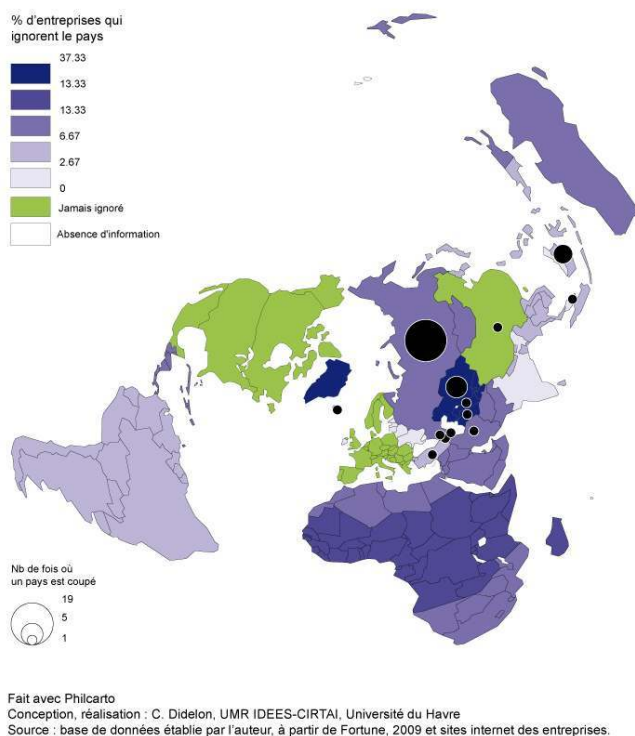 % d'entreprises qui
ignorent le pays
37.33
13.33
13.33
6.67
2.67
0
Jamais ignoré
Absence d'information
Nb de fois où
un pays est coupé
19
5
1
Fait avec Philcarto
Conception, réalisation : C. Didelon, UMR IDEES-CIRTAI, Université du Havre
Source : base de données établie par l'auteur, à partir de Fortune, 2009 et sites internet des entreprises.